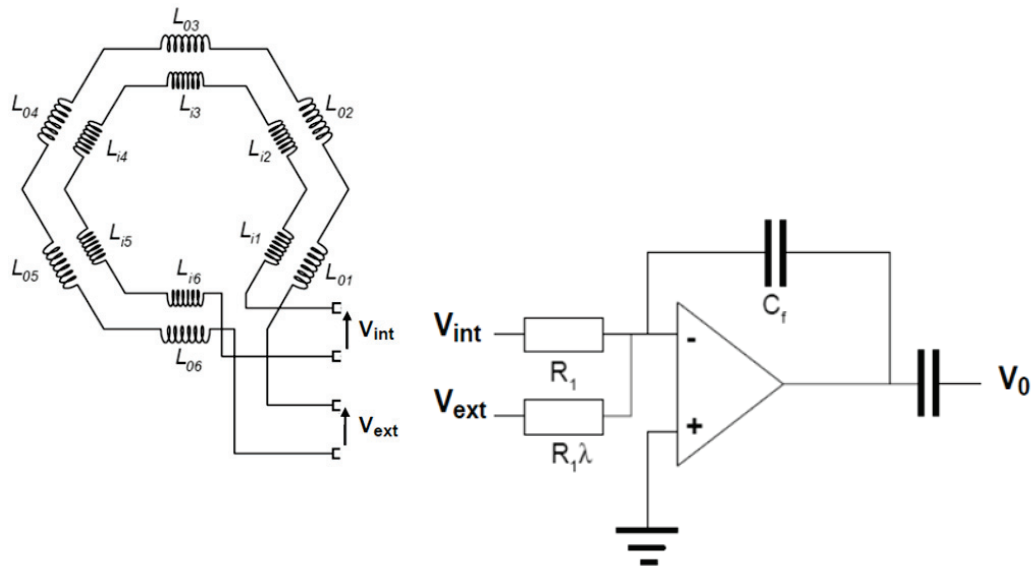 L03
L04
L02
Li3
Li4
Li2
Li5
Li1
L05
L01
Li6
L06
Vint
Vext
Cf
Vint
R1
Vext
R1λ
-
+
V0